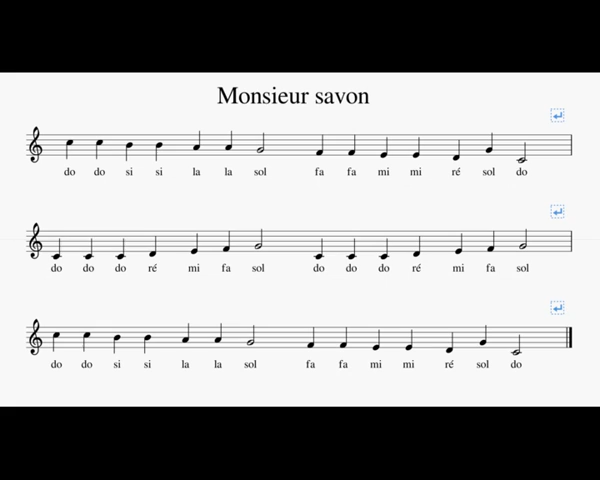 Monsieur savon
do do si si la la sol fa fa mi mi ré sol do
do do do ré mi fa sol do do do ré mi fa sol
do do si si la la sol fa fa mi mi ré sol do